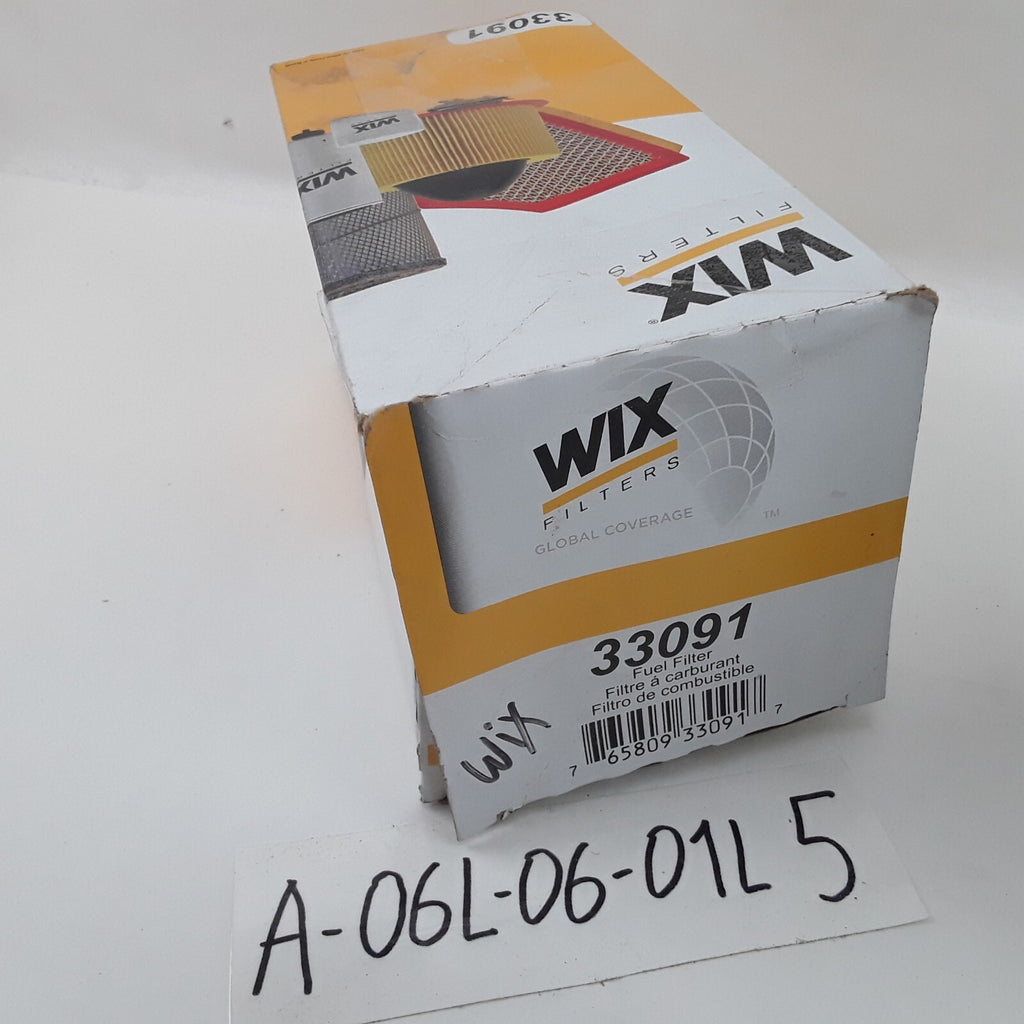 33091
WIX
WIX
FILTERS
WIX
®
WIX
FILTERS
GLOBAL COVERAGE
TM
33091
Fuel Filter
Filtre á carburant
Filtro de combustible
7 65809 33091 7
WIX
A-06L-06-01L 5